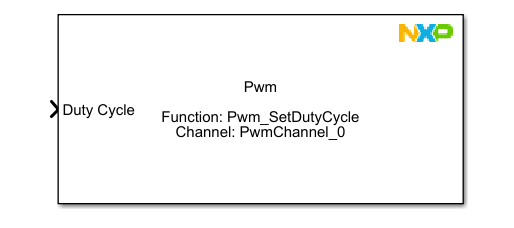 NXP
Pwm
Duty Cycle
Function: Pwm_SetDutyCycle
Channel: PwmChannel_0